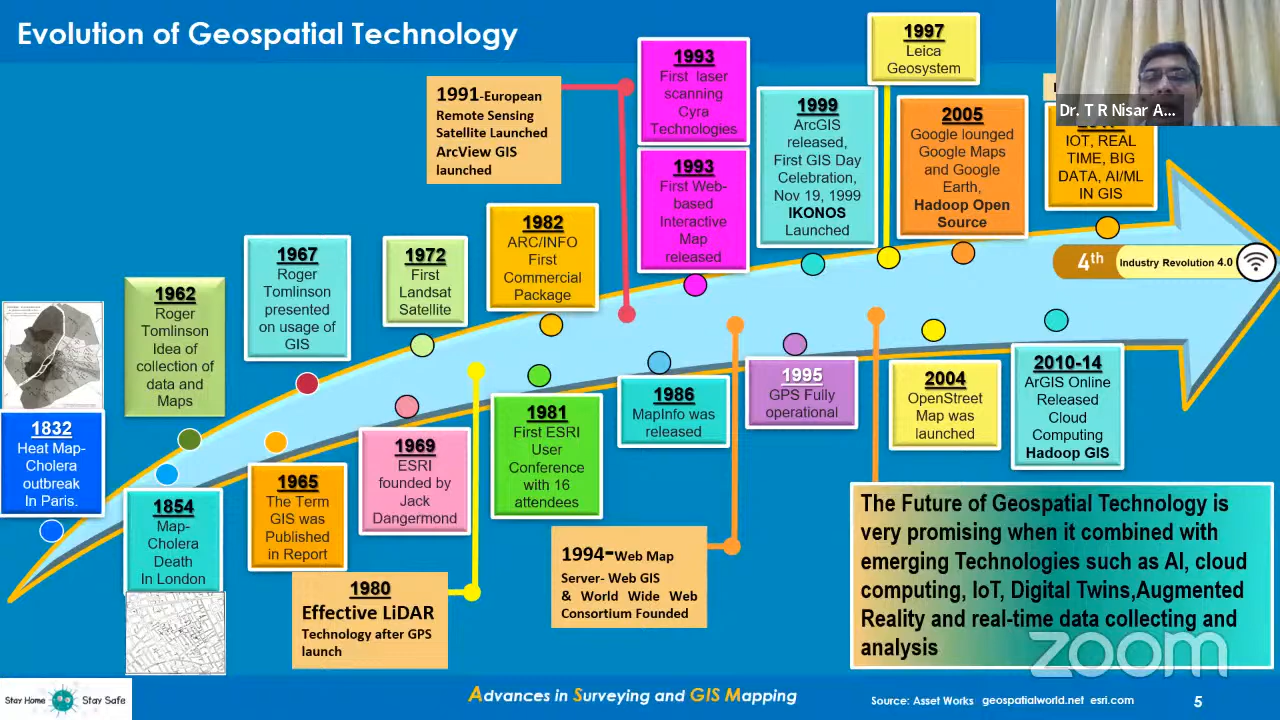 Evolution of Geospatial Technology
Dr. T R Nisar A...
1832
Heat Map-
Cholera
outbreak
In Paris.
1854
Map-
Cholera
Death
In London
1962
Roger
Tomlinson
Idea of
collection of
data and
Maps
1965
The Term
GIS was
Published
in Report
1967
Roger
Tomlinson
presented
on usage of
GIS
1969
ESRI
founded by
Jack
Dangermond
1972
First
Landsat
Satellite
1980
Effective LiDAR
Technology after GPS
launch
1981
First ESRI
User
Conference
with 16
attendees
1982
ARC/INFO
First
Commercial
Package
1986
MapInfo was
released
1991-European
Remote Sensing
Satellite Launched
ArcView GIS
launched
1993
First laser
scanning
Cyra
Technologies
1993
First Web-
based
Interactive
Map
released
1994-Web Map
Server- Web GIS
& World Wide Web
Consortium Founded
1995
GPS Fully
operational
1999
ArcGIS
released,
First GIS Day
Celebration,
Nov 19, 1999
IKONOS
Launched
1997
Leica
Geosystem
2004
OpenStreet
Map was
launched
2005
Google lounged
Google Maps
and Google
Earth,
Hadoop Open
Source
2010-14
ArGIS Online
Released
Cloud
Computing
Hadoop GIS
IOT, REAL
TIME, BIG
DATA, AI/ML
IN GIS
4th
Industry Revolution 4.0
The Future of Geospatial Technology is
very promising when it combined with
emerging Technologies such as AI, cloud
computing, IoT, Digital Twins,Augmented
Reality and real-time data collecting and
analysis
zoom
Stay Home Stay Safe
Advances in Surveying and GIS Mapping
Source: Asset Works geospatialworld.net esri.com
5